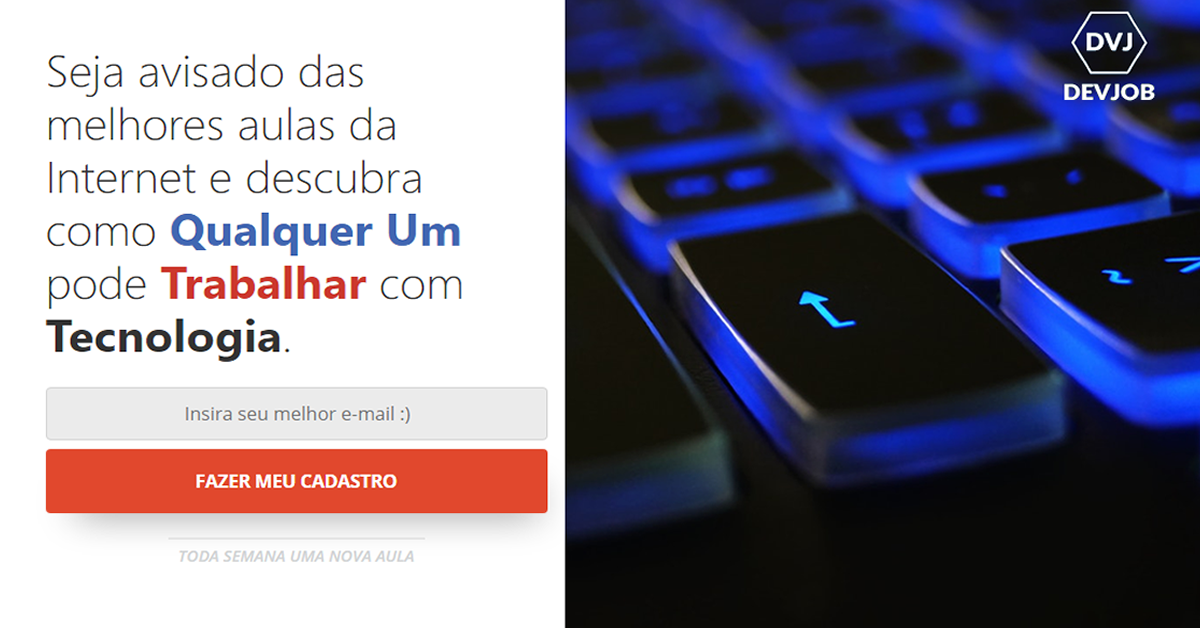 Seja avisado das
melhores aulas da
Internet e descubra
como Qualquer Um
pode Trabalhar com
Tecnologia.
Insira seu melhor e-mail :)
FAZER MEU CADASTRO
TODA SEMANA UMA NOVA AULA
DVJ
DEVJOB